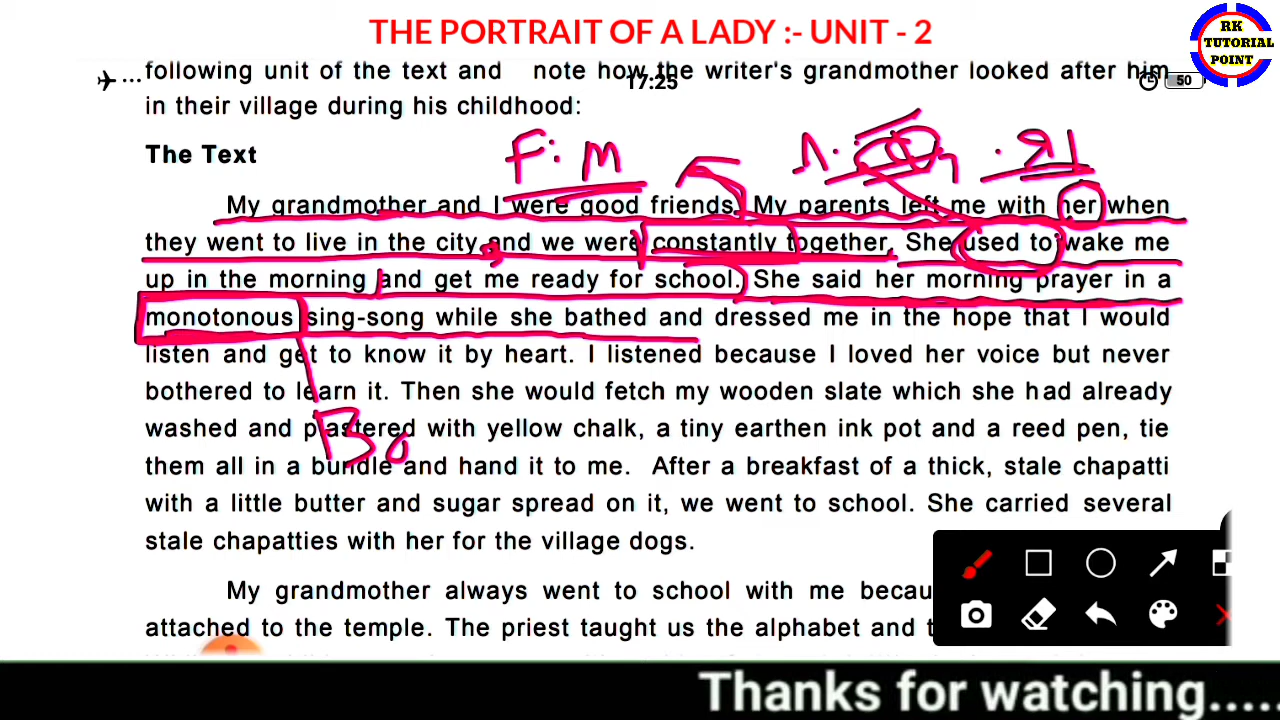 THE PORTRAIT OF A LADY :- UNIT - 2
RK
TUTORIAL
POINT
following unit of the text and note how the writer's grandmother looked after him
17:25
50
in their village during his childhood:
The Text
F: M
My grandmother and I were good friends. My parents left me with her when
they went to live in the city and we were constantly together. She used to wake me
up in the morning and get me ready for school. She said her morning prayer in a
monotonous sing-song while she bathed and dressed me in the hope that I would
listen and get to know it by heart. I listened because I loved her voice but never
bothered to learn it. Then she would fetch my wooden slate which she had already
washed and plastered with yellow chalk, a tiny earthen ink pot and a reed pen, tie
Bo
them all in a bundle and hand it to me. After a breakfast of a thick, stale chapatti
with a little butter and sugar spread on it, we went to school. She carried several
stale chapatties with her for the village dogs.
My grandmother always went to school with me
attached to the temple. The priest taught us the alphabet and
Thanks for watching.....